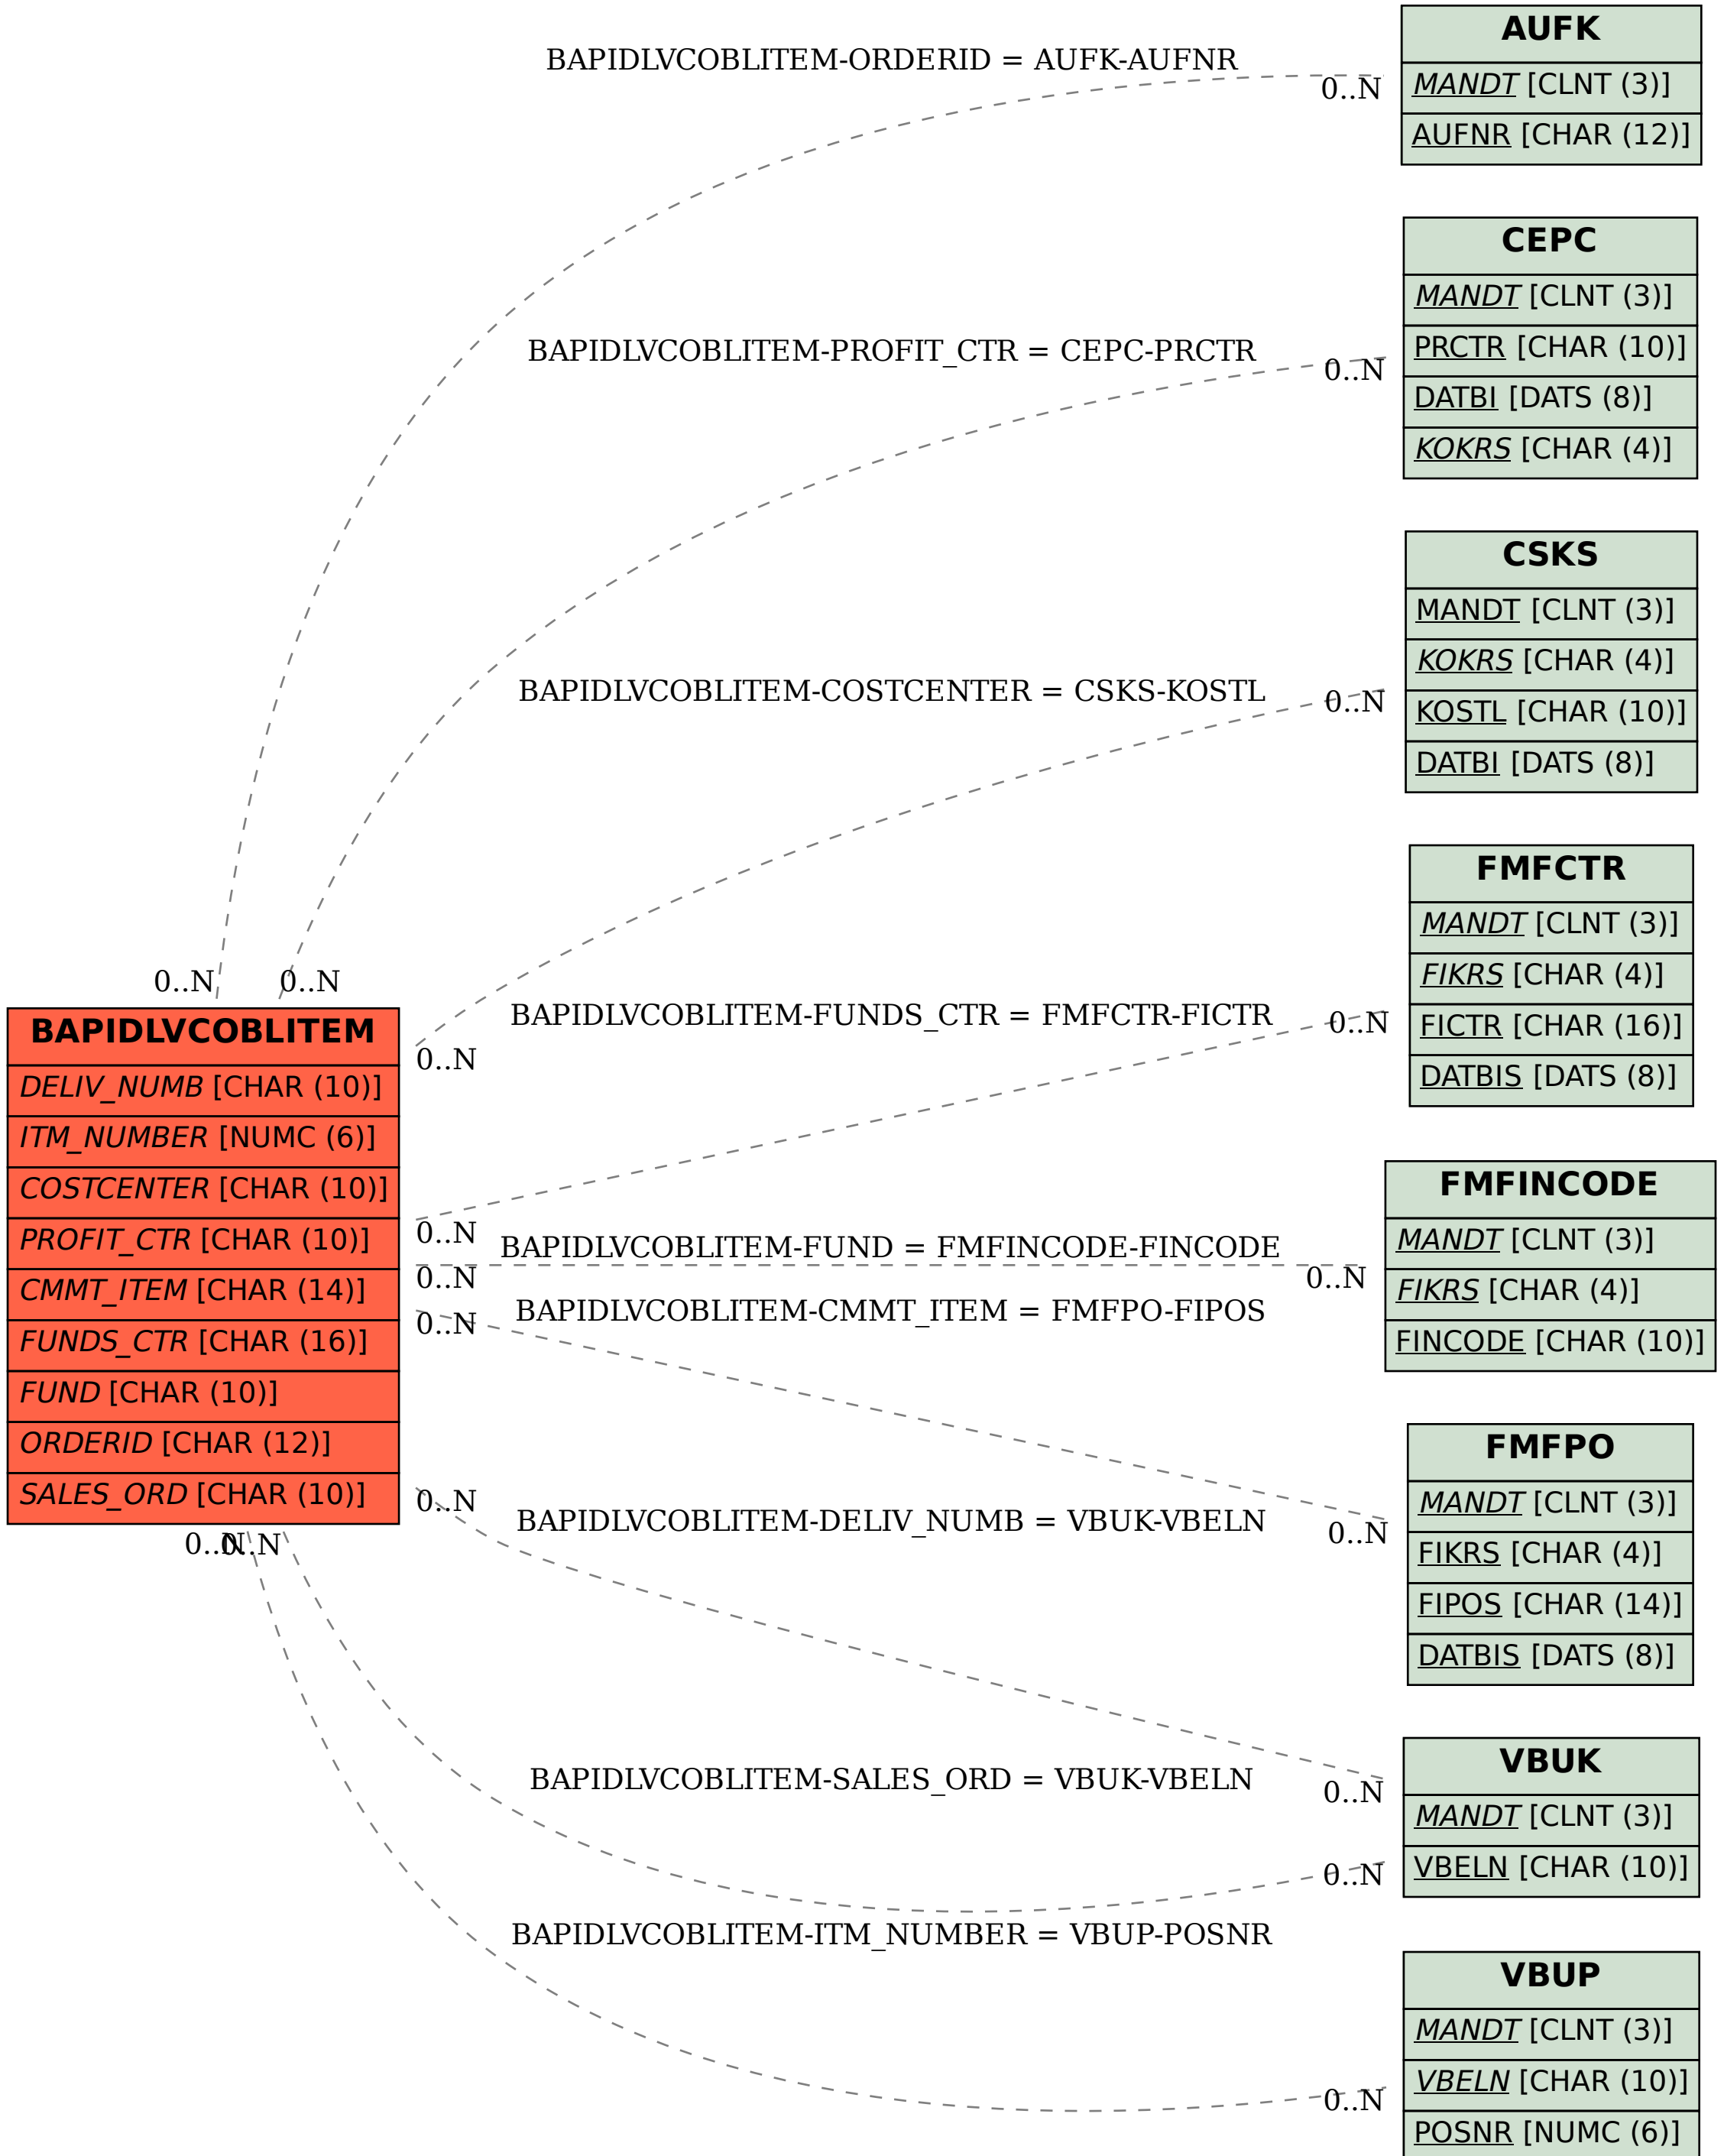 BAPIDLVCOBLITEM-ORDERID = AUFK-AUFNR
0..N
AUFK
MANDT [CLNT (3)]
AUFNR [CHAR (12)]
CEPC
MANDT [CLNT (3)]
PRCTR [CHAR (10)]
DATBI [DATS (8)]
KOKRS [CHAR (4)]
BAPIDLVCOBLITEM-PROFIT_CTR = CEPC-PRCTR
0..N
CSKS
MANDT [CLNT (3)]
KOKRS [CHAR (4)]
KOSTL [CHAR (10)]
DATBI [DATS (8)]
BAPIDLVCOBLITEM-COSTCENTER = CSKS-KOSTL
0..N
FMFCTR
MANDT [CLNT (3)]
FIKRS [CHAR (4)]
FICTR [CHAR (16)]
DATBIS [DATS (8)]
0..N
0..N
BAPIDLVCOBLITEM-FUNDS_CTR = FMFCTR-FICTR
0..N
0..N
BAPIDLVCOBLITEM
DELIV_NUMB [CHAR (10)]
ITM_NUMBER [NUMC (6)]
COSTCENTER [CHAR (10)]
PROFIT_CTR [CHAR (10)]
CMMT_ITEM [CHAR (14)]
FUNDS_CTR [CHAR (16)]
FUND [CHAR (10)]
ORDERID [CHAR (12)]
SALES_ORD [CHAR (10)]
0..N
BAPIDLVCOBLITEM-FUND = FMFINCODE-FINCODE
0..N
0..N
0..N
BAPIDLVCOBLITEM-CMMT_ITEM = FMFPO-FIPOS
FMFINCODE
MANDT [CLNT (3)]
FIKRS [CHAR (4)]
FINCODE [CHAR (10)]
FMFPO
MANDT [CLNT (3)]
FIKRS [CHAR (4)]
FIPOS [CHAR (14)]
DATBIS [DATS (8)]
0..N
BAPIDLVCOBLITEM-DELIV_NUMB = VBUK-VBELN
0..N
0..N
0..N
VBUK
MANDT [CLNT (3)]
VBELN [CHAR (10)]
BAPIDLVCOBLITEM-SALES_ORD = VBUK-VBELN
0..N
0..N
BAPIDLVCOBLITEM-ITM_NUMBER = VBUP-POSNR
VBUP
MANDT [CLNT (3)]
VBELN [CHAR (10)]
POSNR [NUMC (6)]
0..N